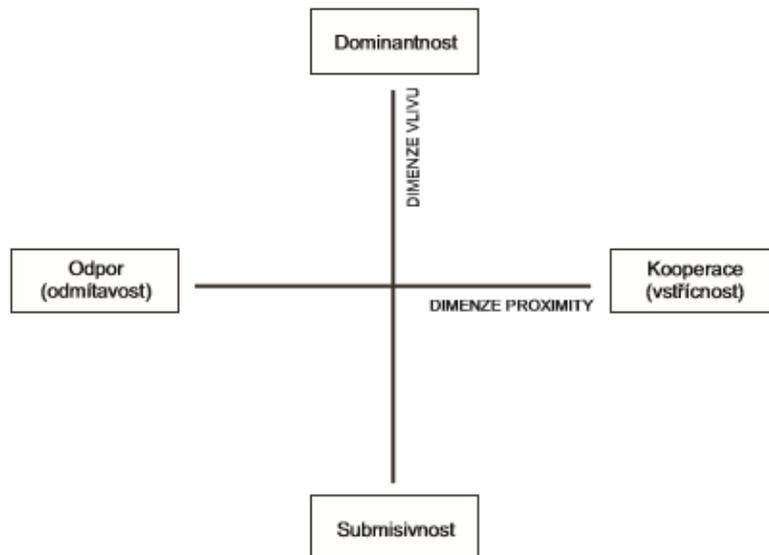 Dominantnost
DIMENZE VLIVU
Odpor
(odmítavost)
Kooperace
(vstřícnost)
DIMENZE PROXIMITY
Submisivnost